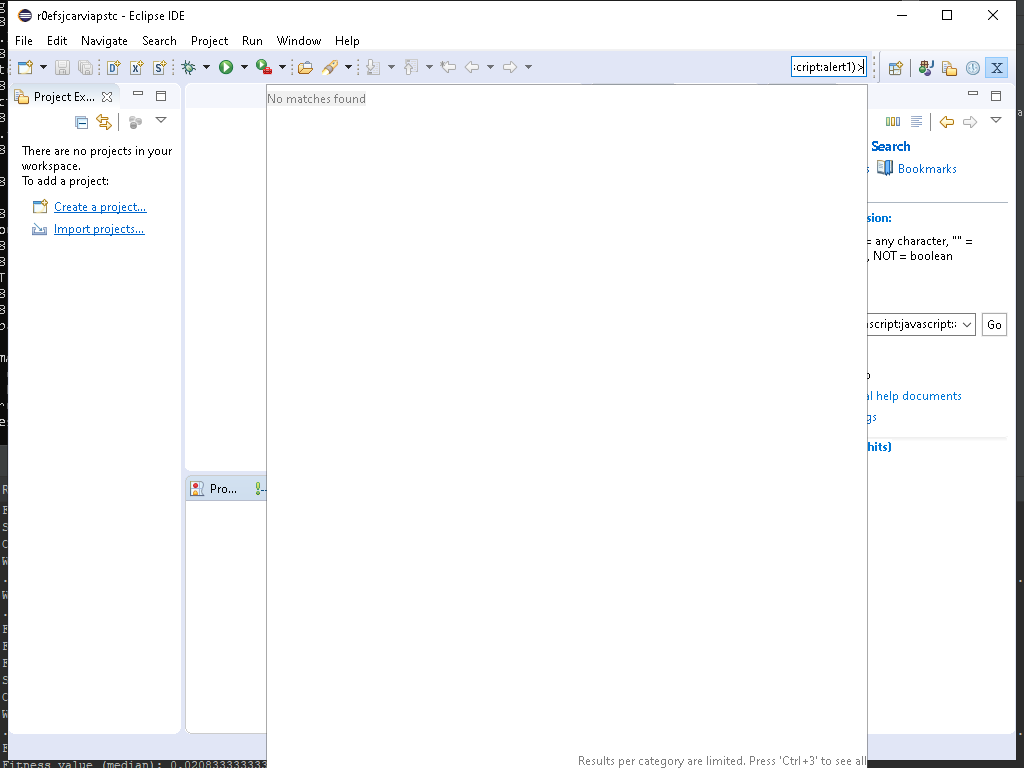 r0efsjcarviapstc - Eclipse IDE
File Edit Navigate Search Project Run Window Help
:cript:alert1)>
Project Ex...
No matches found
There are no projects in your
workspace.
To add a project:
Create a project...
Import projects...
Search
Bookmarks
sion:
= any character, "" =
, NOT = boolean
script:javascript:
Go
al help documents
gs
hits)
Pro...
Results per category are limited. Press 'Ctrl+3' to see all
Fitness value (median): 0.0208333333333